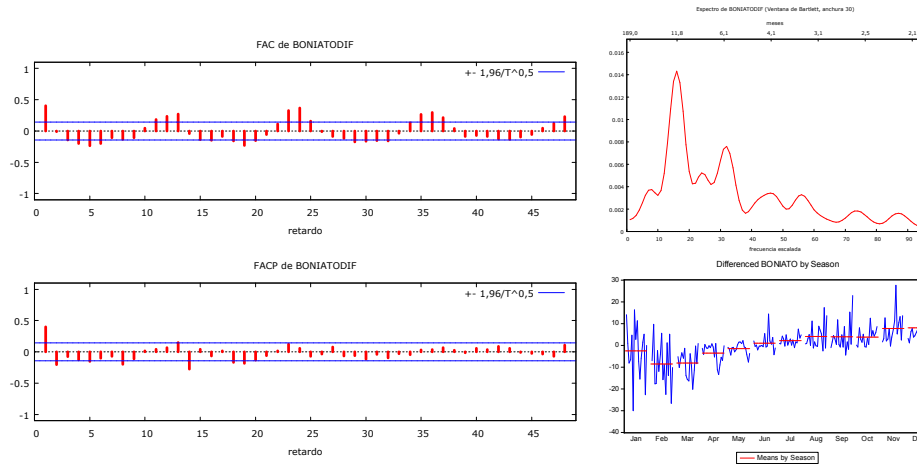 FAC de BONIATODIF
+- 1,96/T^0,5
1
0.5
0
-0.5
-1
0 5 10 15 20 25 30 35 40 45
retardo
FACP de BONIATODIF
+- 1,96/T^0,5
1
0.5
0
-0.5
-1
0 5 10 15 20 25 30 35 40 45
retardo
Espectro de BONIATODIF (Ventana de Bartlett, anchura 30)
meses
189,0 11,8 6,1 4,1 3,1 2,5 2,1
0.016
0.014
0.012
0.01
0.008
0.006
0.004
0.002
0
0 10 20 30 40 50 60 70 80 90
frecuencia escalada
Differenced BONIATO by Season
30
20
10
0
-10
-20
-30
-40
Jan Feb Mar Apr May Jun Jul Aug Sep Oct Nov D
Means by Season